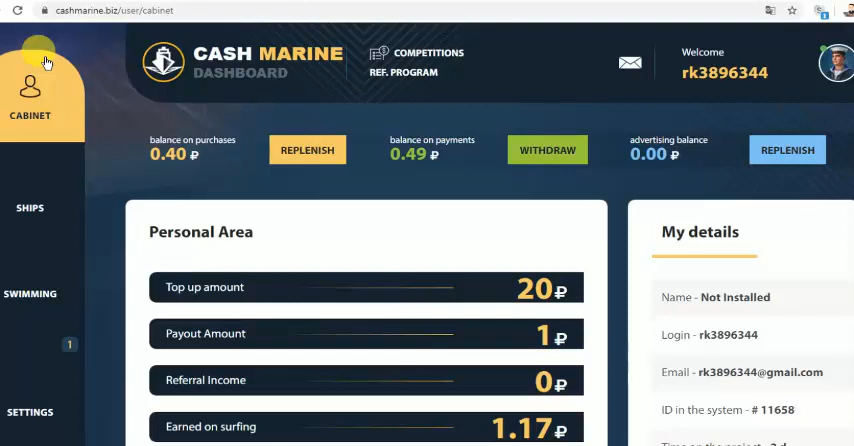 cashmarine.biz/user/cabinet
CABINET
SHIPS
SWIMMING
1
SETTINGS
CASH MARINE
DASHBOARD
COMPETITIONS
REF. PROGRAM
Welcome
rk3896344
balance on purchases
0.40 ₽
REPLENISH
balance on payments
0.49 ₽
WITHDRAW
advertising balance
0.00 ₽
REPLENISH
Personal Area
Top up amount 20₽
Payout Amount 1₽
Referral Income 0₽
Earned on surfing 1.17₽
My details
Name - Not Installed
Login - rk3896344
Email - rk3896344@gmail.com
ID in the system - # 11658